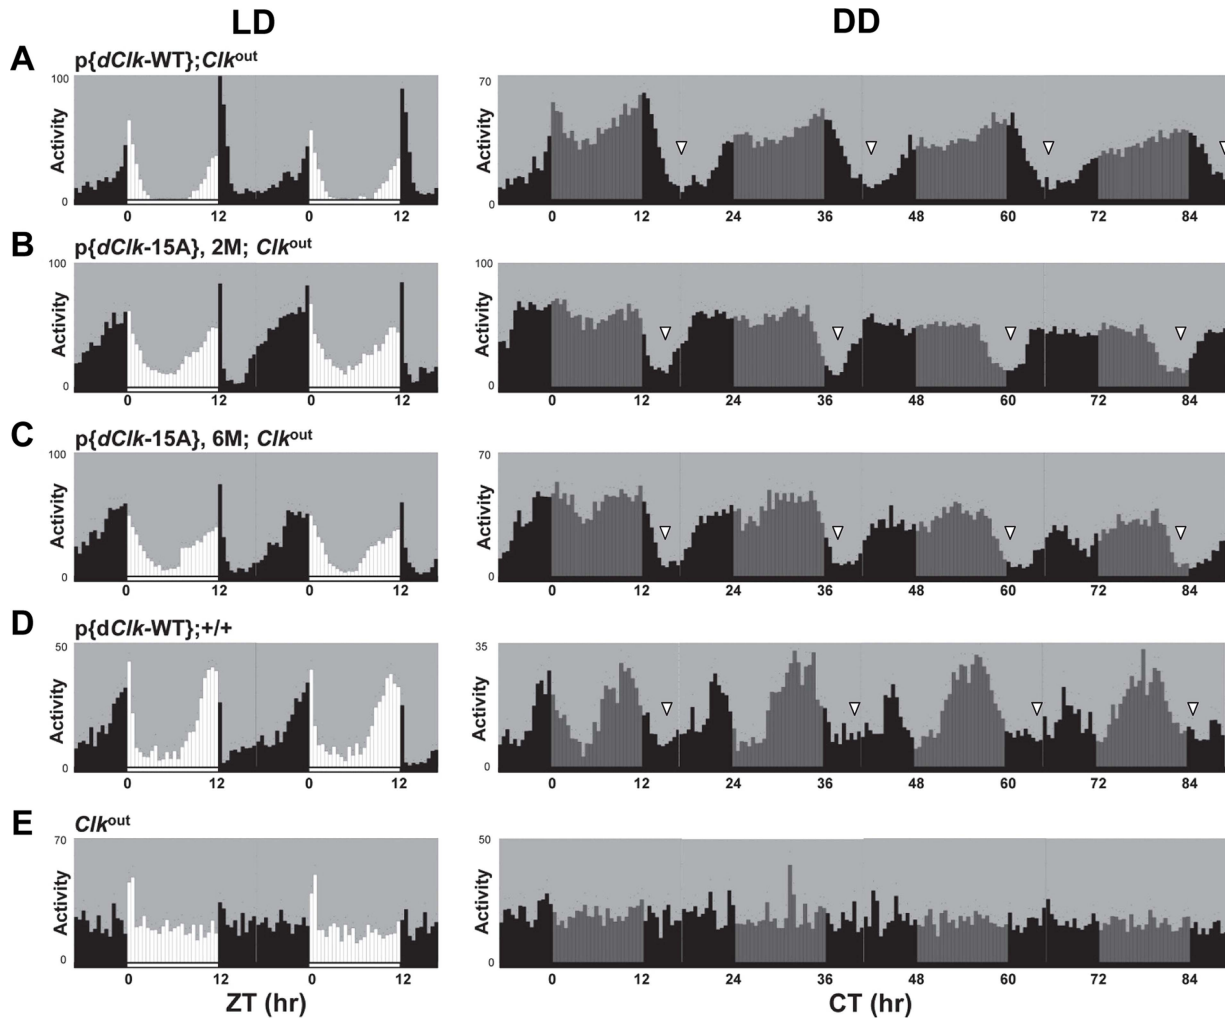 LD DD
A p{dClk-WT};Clkout
100 70
Activity Activity
0 0
0 12 0 12 0 12 24 36 48 60 72 84
B p{dClk-15A}, 2M; Clkout
100 100
Activity Activity
0 0
0 12 0 12 0 12 24 36 48 60 72 84
C p{dClk-15A}, 6M; Clkout
100 70
Activity Activity
0 0
0 12 0 12 0 12 24 36 48 60 72 84
D p{dClk-WT};+/+
50 35
Activity Activity
0 0
0 12 0 12 0 12 24 36 48 60 72 84
E Clkout
70 50
Activity Activity
0 0
0 12 0 12 0 12 24 36 48 60 72 84
ZT (hr) CT (hr)